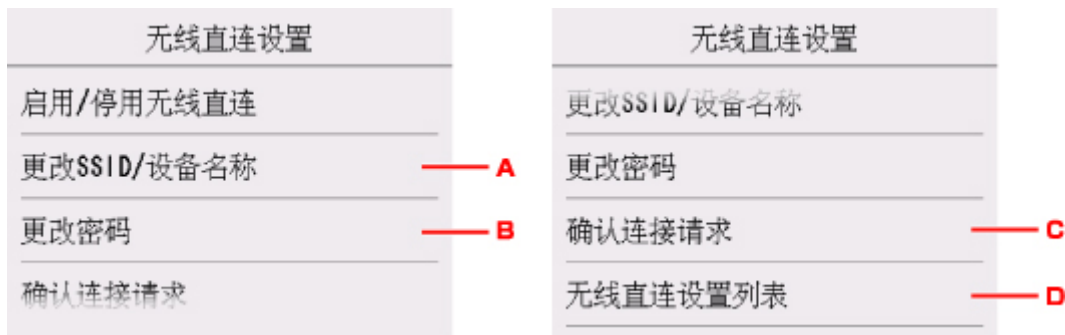 无线直连设置
启用/停用无线直连
更改SSID/设备名称
A
更改密码
B
确认连接请求
无线直连设置
更改SSID/设备名称
更改密码
确认连接请求
C
无线直连设置列表
D